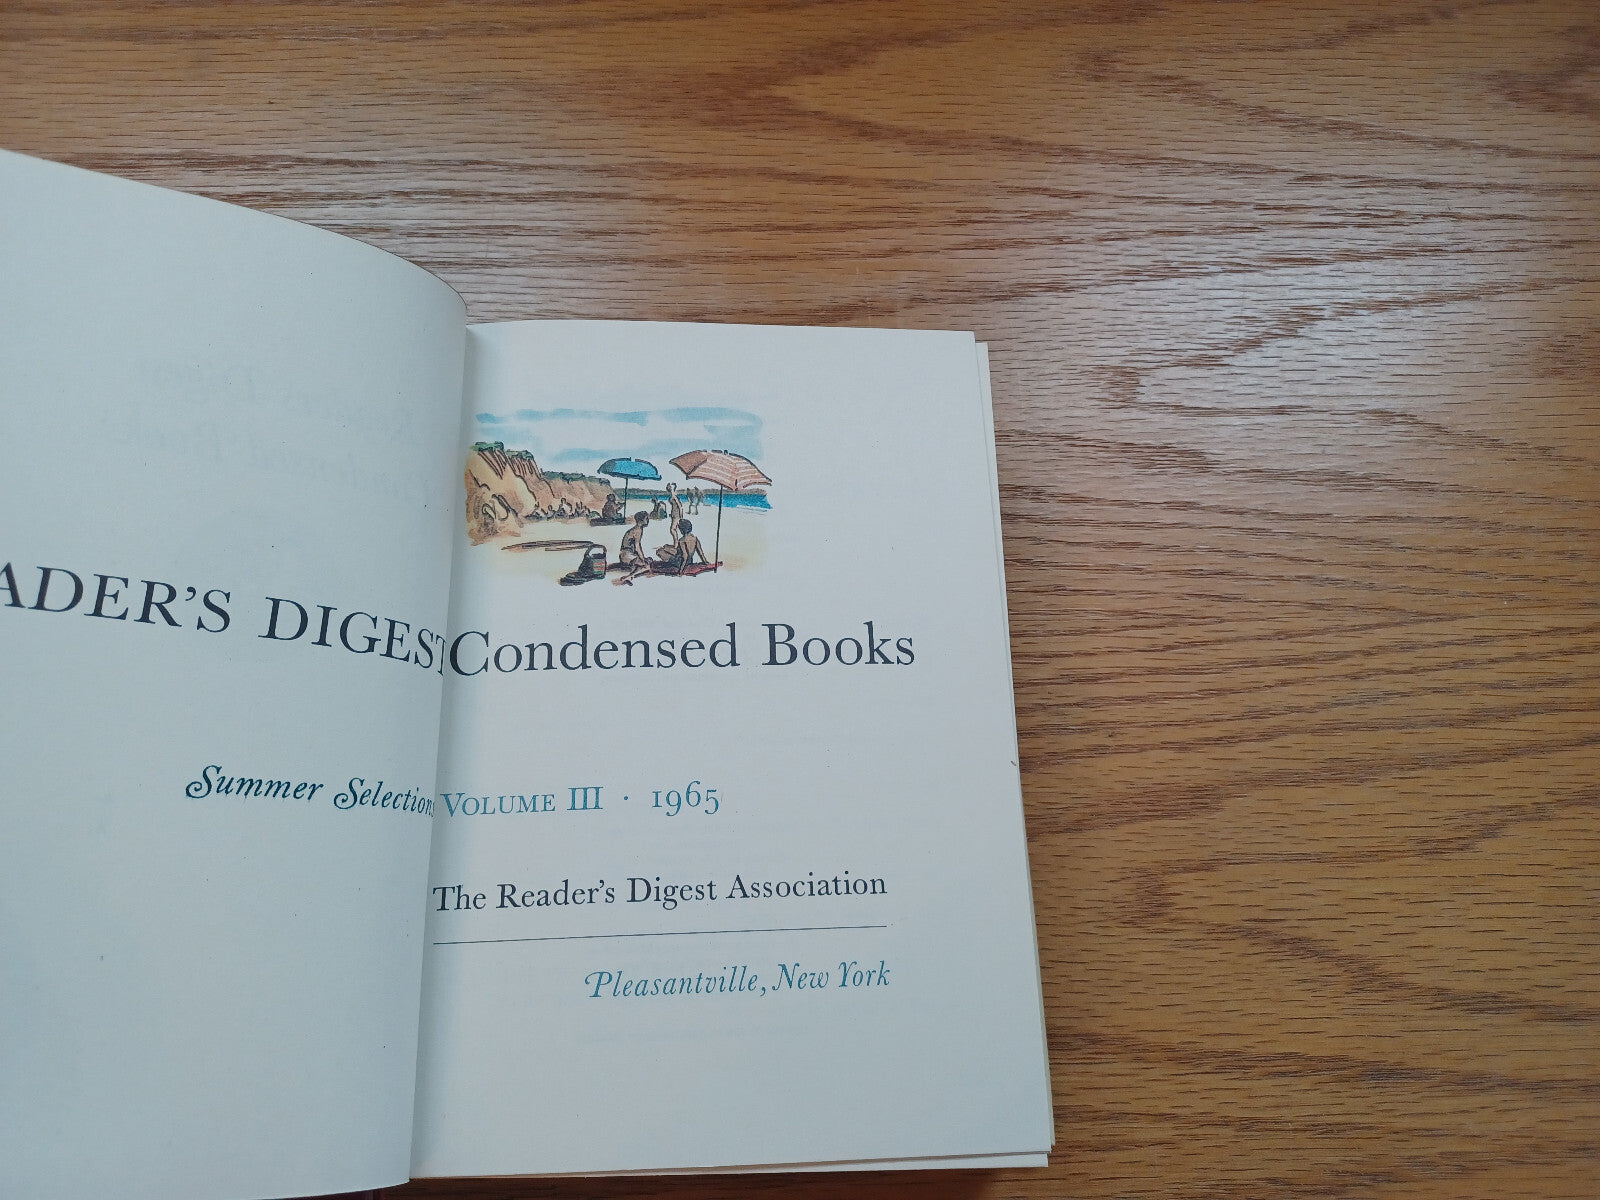 ADER'S DIGEST Condensed Books
Summer Selections VOLUME III · 1965
The Reader's Digest Association
Pleasantville, New York